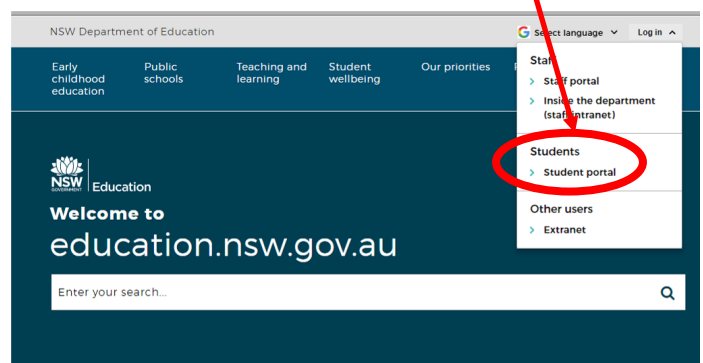 NSW Department of Education
Select language
Log in
Early childhood education
Public schools
Teaching and learning
Student wellbeing
Our priorities
Staff
Staff portal
Inside the department
(staff intranet)
Students
Student portal
Other users
Extranet
NSW
GOVERNMENT
Education
Welcome to
education.nsw.gov.au
Enter your search...